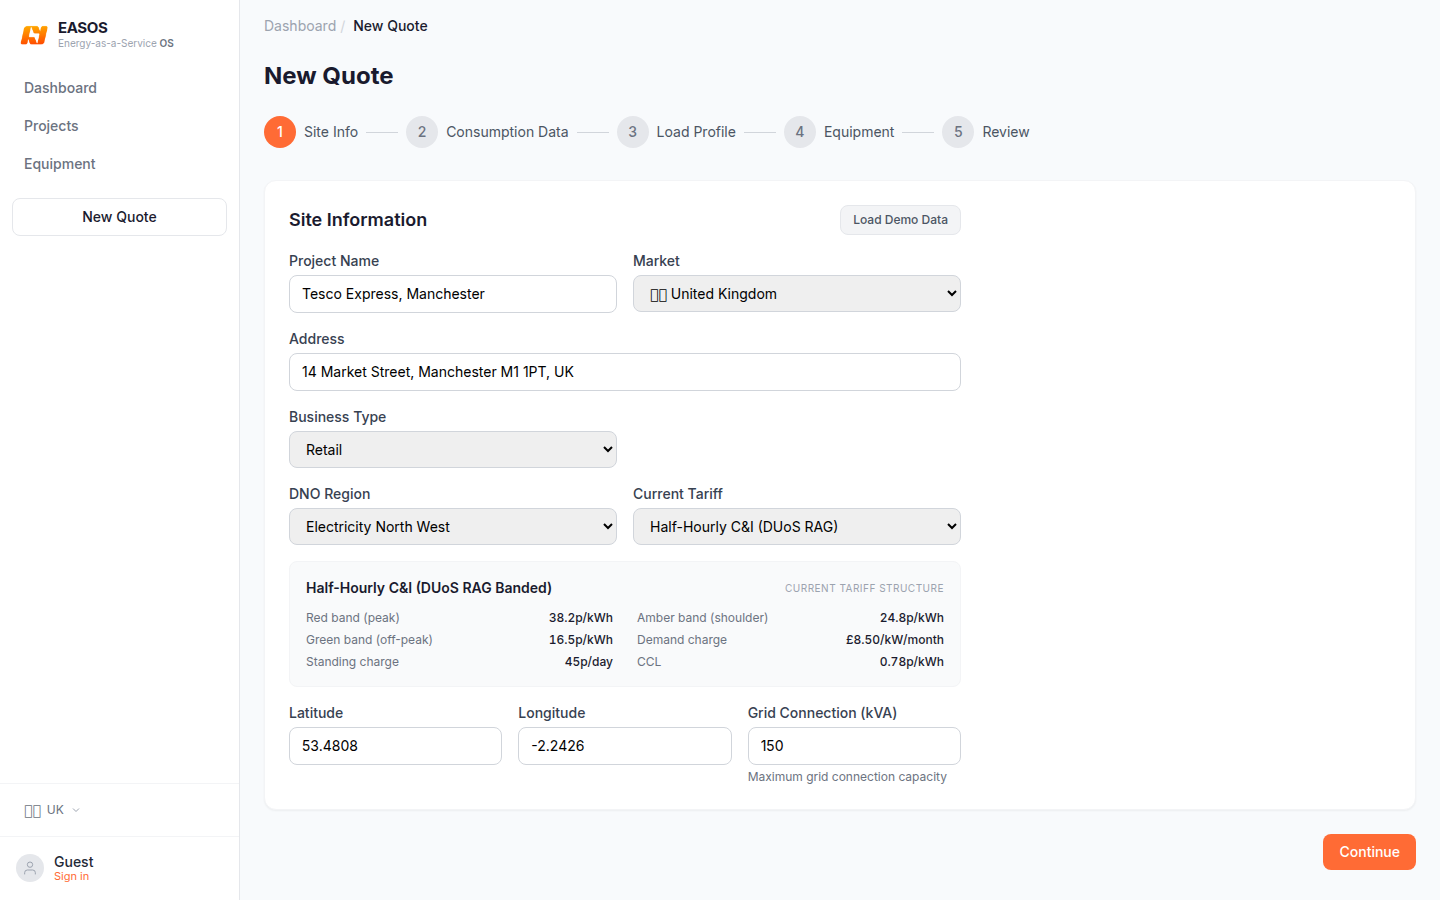 EASOS
Energy-as-a-Service OS
Dashboard
Projects
Equipment
New Quote
UK
Guest
Sign in
Dashboard / New Quote
New Quote
1 Site Info 2 Consumption Data 3 Load Profile 4 Equipment 5 Review
Site Information Load Demo Data
Project Name Market
Tesco Express, Manchester United Kingdom
Address
14 Market Street, Manchester M1 1PT, UK
Business Type
Retail
DNO Region Current Tariff
Electricity North West Half-Hourly C&I (DUoS RAG)
Half-Hourly C&I (DUoS RAG Banded) CURRENT TARIFF STRUCTURE
Red band (peak) 38.2p/kWh Amber band (shoulder) 24.8p/kWh
Green band (off-peak) 16.5p/kWh Demand charge £8.50/kW/month
Standing charge 45p/day CCL 0.78p/kWh
Latitude Longitude Grid Connection (kVA)
53.4808 -2.2426 150
Maximum grid connection capacity
Continue